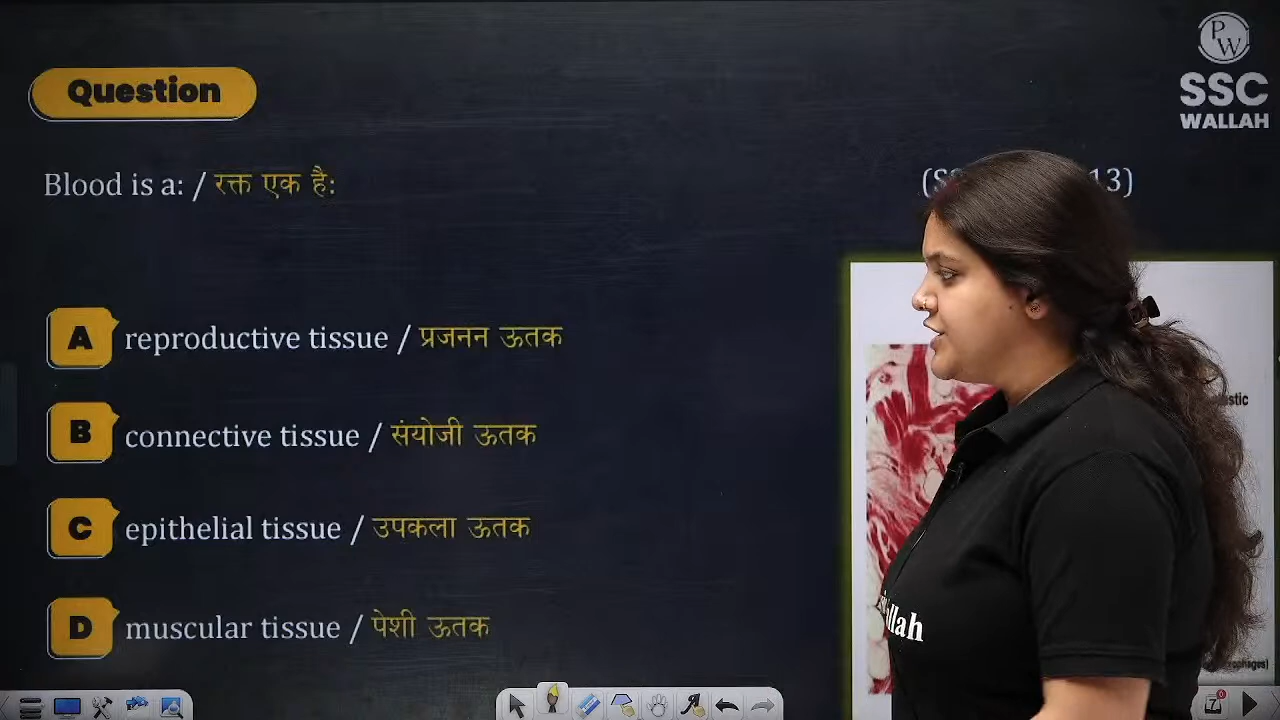 PW
SSC
WALLAH
Question
Blood is a: / रक्त एक है:
13)
A reproductive tissue / प्रजनन ऊतक
B connective tissue / संयोजी ऊतक
C epithelial tissue / उपकला ऊतक
D muscular tissue / पेशी ऊतक